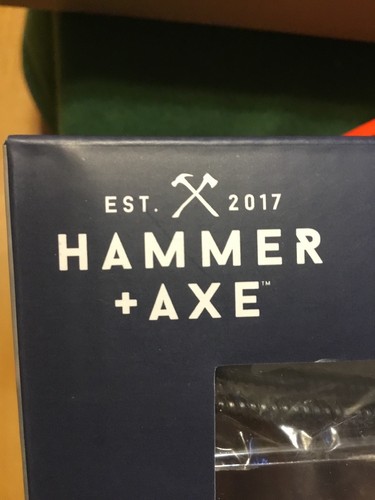 EST. 2017
HAMMER
+AXE™